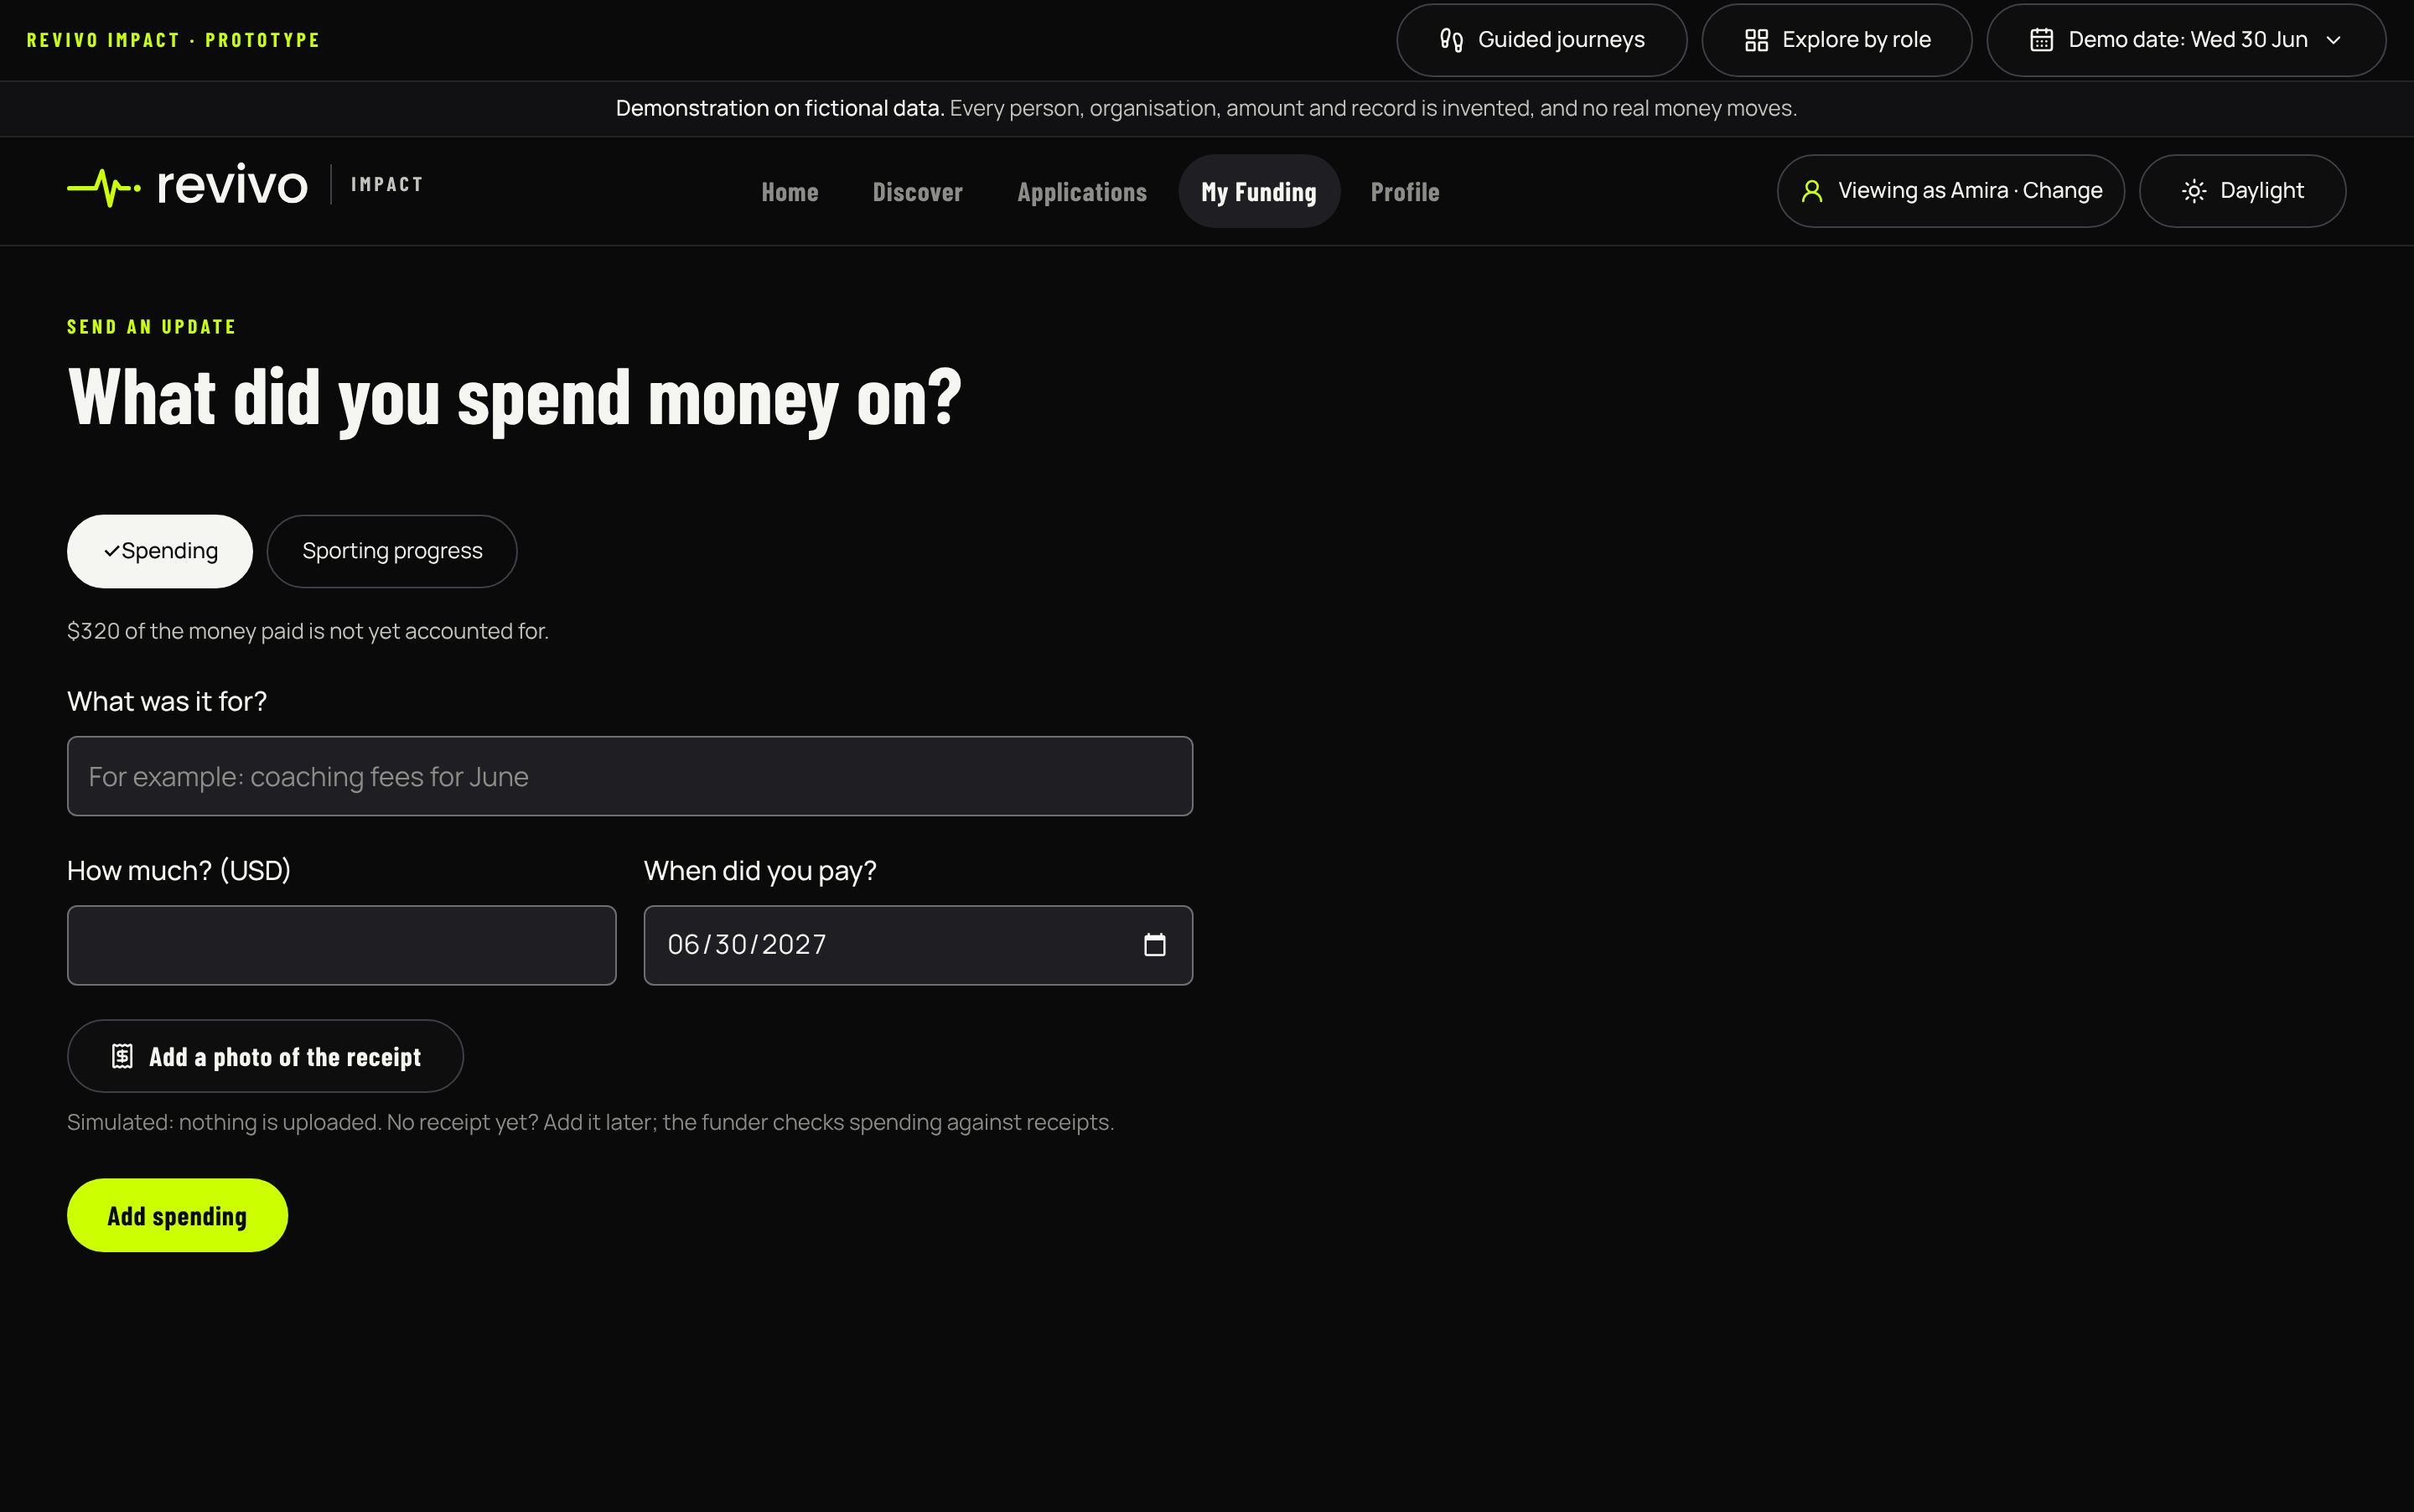 REVIVO IMPACT · PROTOTYPE
Guided journeys
Explore by role
Demo date: Wed 30 Jun
Demonstration on fictional data. Every person, organisation, amount and record is invented, and no real money moves.
revivo
IMPACT
Home
Discover
Applications
My Funding
Profile
Viewing as Amira · Change
Daylight
SEND AN UPDATE
What did you spend money on?
Spending
Sporting progress
$320 of the money paid is not yet accounted for.
What was it for?
For example: coaching fees for June
How much? (USD)
When did you pay?
06/30/2027
Add a photo of the receipt
Simulated: nothing is uploaded. No receipt yet? Add it later; the funder checks spending against receipts.
Add spending